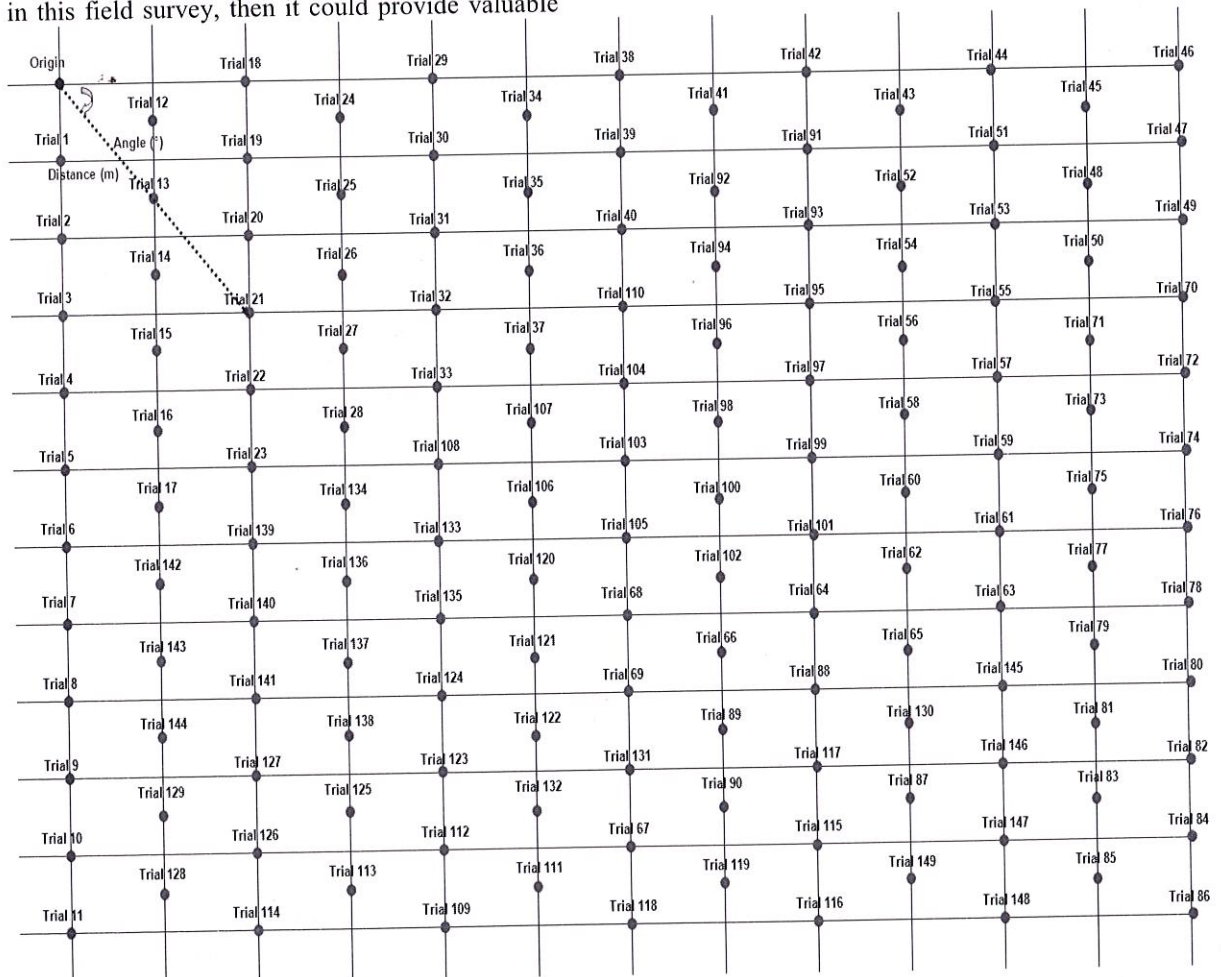 in this field survey, then it could provide valuable
Origin Trial 18 Trial 29 Trial 38 Trial 42 Trial 44 Trial 46
Trial 12 Trial 24 Trial 34 Trial 41 Trial 43 Trial 45
Trial 1 Angle (°) Trial 19 Trial 30 Trial 39 Trial 91 Trial 51 Trial 47
Distance (m) Trial 13 Trial 25 Trial 35 Trial 92 Trial 52 Trial 48
Trial 2 Trial 20 Trial 31 Trial 40 Trial 93 Trial 53 Trial 49
Trial 14 Trial 26 Trial 36 Trial 94 Trial 54 Trial 50
Trial 3 Trial 21 Trial 32 Trial 110 Trial 95 Trial 55 Trial 70
Trial 15 Trial 27 Trial 37 Trial 96 Trial 56 Trial 71
Trial 4 Trial 22 Trial 33 Trial 104 Trial 97 Trial 57 Trial 72
Trial 16 Trial 28 Trial 107 Trial 98 Trial 58 Trial 73
Trial 5 Trial 23 Trial 108 Trial 103 Trial 99 Trial 59 Trial 74
Trial 17 Trial 134 Trial 106 Trial 100 Trial 60 Trial 75
Trial 6 Trial 139 Trial 133 Trial 105 Trial 101 Trial 61 Trial 76
Trial 142 Trial 136 Trial 120 Trial 102 Trial 62 Trial 77
Trial 7 Trial 140 Trial 135 Trial 68 Trial 64 Trial 63 Trial 78
Trial 143 Trial 137 Trial 121 Trial 66 Trial 65 Trial 79
Trial 8 Trial 141 Trial 124 Trial 69 Trial 88 Trial 145 Trial 80
Trial 144 Trial 138 Trial 122 Trial 89 Trial 130 Trial 81
Trial 9 Trial 127 Trial 123 Trial 131 Trial 117 Trial 146 Trial 82
Trial 129 Trial 125 Trial 132 Trial 90 Trial 87 Trial 83
Trial 10 Trial 126 Trial 112 Trial 67 Trial 115 Trial 147 Trial 84
Trial 128 Trial 113 Trial 111 Trial 119 Trial 149 Trial 85
Trial 11 Trial 114 Trial 109 Trial 118 Trial 116 Trial 148 Trial 86